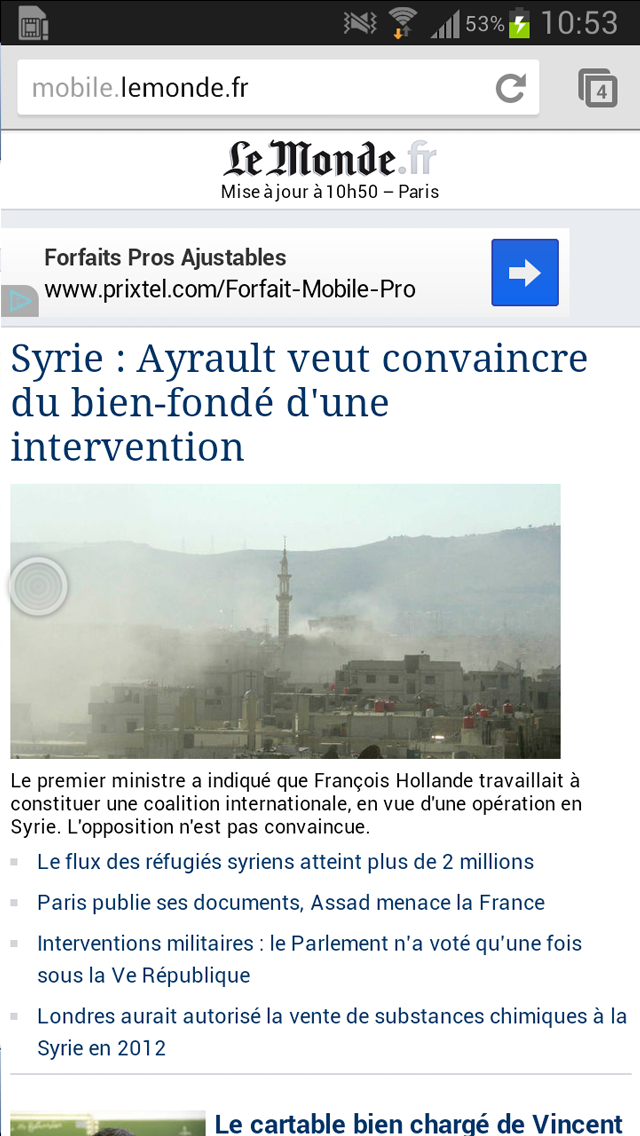 53% 10:53
mobile.lemonde.fr
4
Le Monde.fr
Mise à jour à 10h50 – Paris
Forfaits Pros Ajustables
www.prixtel.com/Forfait-Mobile-Pro
Syrie : Ayrault veut convaincre
du bien-fondé d'une
intervention
Le premier ministre a indiqué que François Hollande travaillait à
constituer une coalition internationale, en vue d'une opération en
Syrie. L'opposition n'est pas convaincue.
Le flux des réfugiés syriens atteint plus de 2 millions
Paris publie ses documents, Assad menace la France
Interventions militaires : le Parlement n'a voté qu'une fois
sous la Ve République
Londres aurait autorisé la vente de substances chimiques à la
Syrie en 2012
Le cartable bien chargé de Vincent